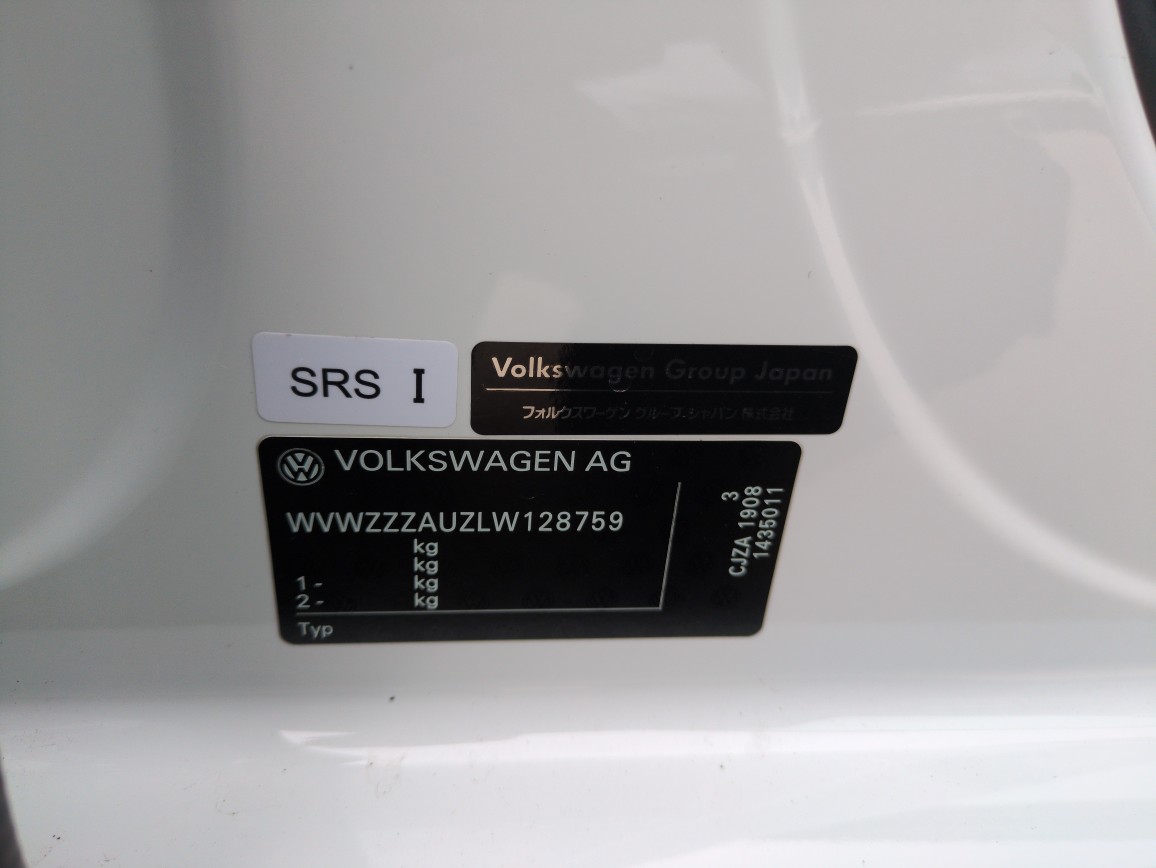 SRS I
Volkswagen Group Japan
フォルクスワーゲン グループ ジャパン 株式会社
VOLKSWAGEN AG
WVWZZZAUZLW128759
kg
kg
1 - kg
2 - kg
Typ
3
CJZA 1908
1435011